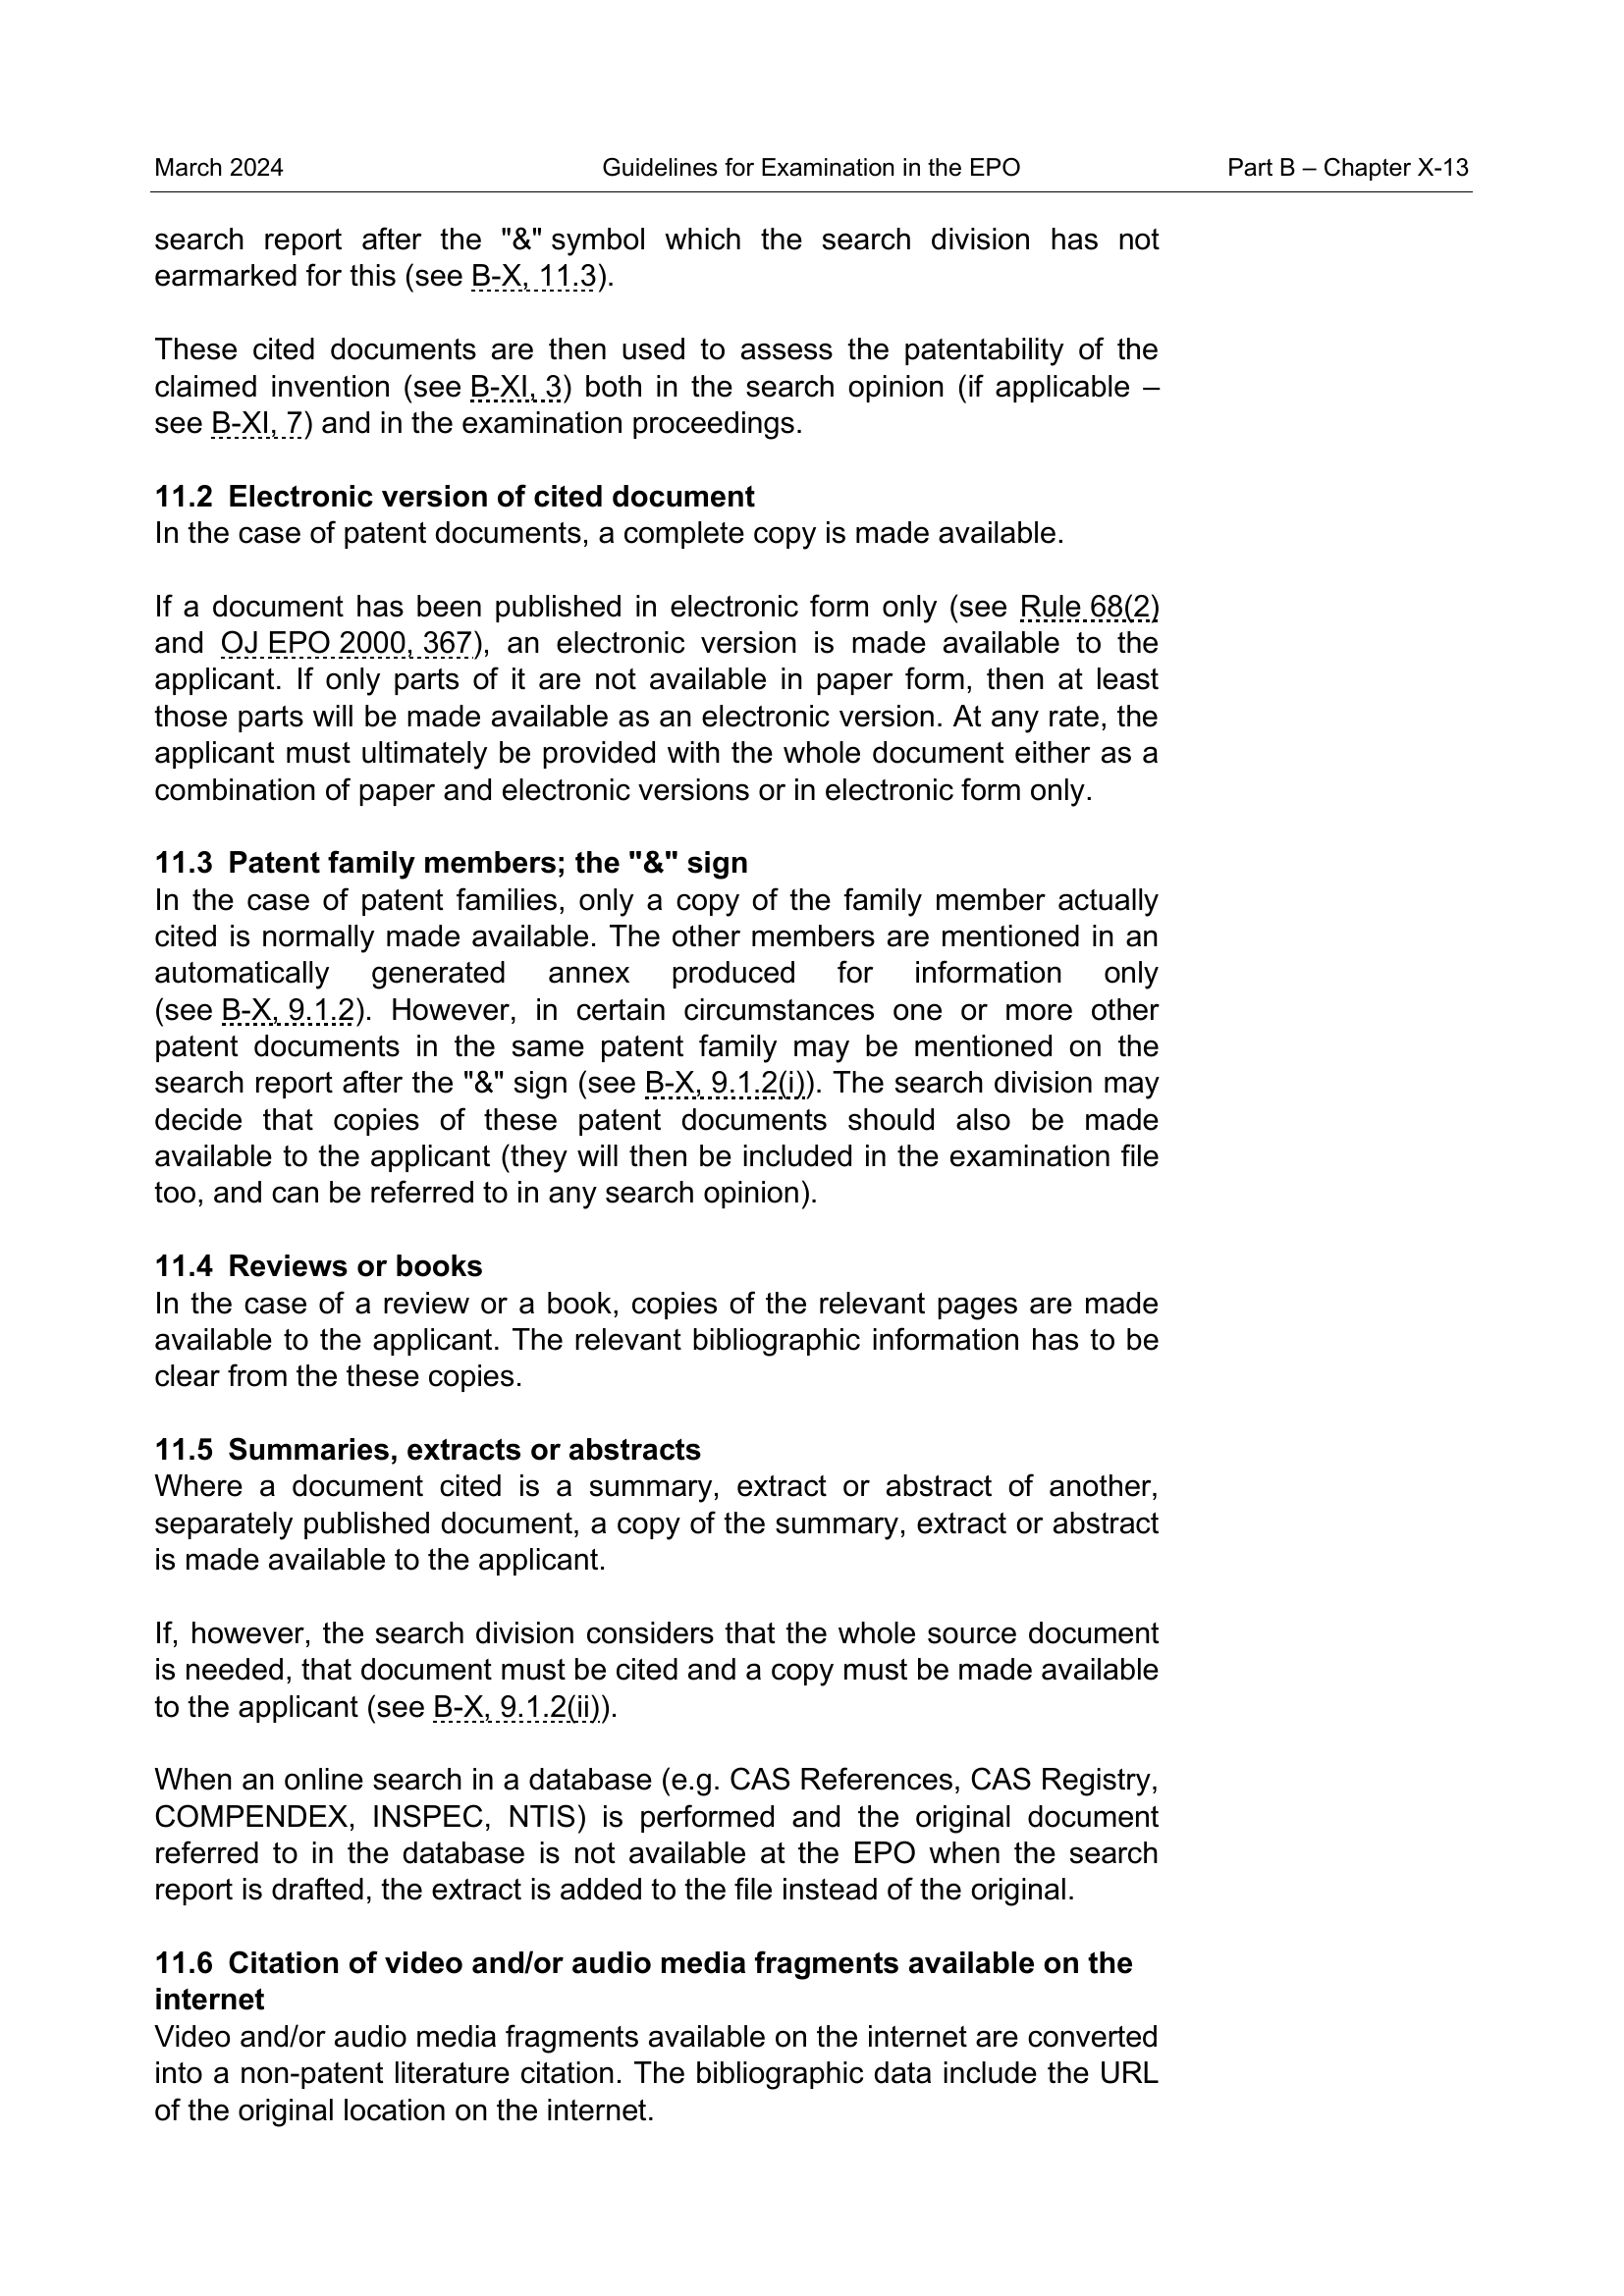 March 2024 Guidelines for Examination in the EPO Part B – Chapter X-13
search report after the "&" symbol which the search division has not
earmarked for this (see B-X, 11.3).
These cited documents are then used to assess the patentability of the
claimed invention (see B-XI, 3) both in the search opinion (if applicable –
see B-XI, 7) and in the examination proceedings.
11.2 Electronic version of cited document
In the case of patent documents, a complete copy is made available.
If a document has been published in electronic form only (see Rule 68(2)
and OJ EPO 2000, 367), an electronic version is made available to the
applicant. If only parts of it are not available in paper form, then at least
those parts will be made available as an electronic version. At any rate, the
applicant must ultimately be provided with the whole document either as a
combination of paper and electronic versions or in electronic form only.
11.3 Patent family members; the "&" sign
In the case of patent families, only a copy of the family member actually
cited is normally made available. The other members are mentioned in an
automatically generated annex produced for information only
(see B-X, 9.1.2). However, in certain circumstances one or more other
patent documents in the same patent family may be mentioned on the
search report after the "&" sign (see B-X, 9.1.2(i)). The search division may
decide that copies of these patent documents should also be made
available to the applicant (they will then be included in the examination file
too, and can be referred to in any search opinion).
11.4 Reviews or books
In the case of a review or a book, copies of the relevant pages are made
available to the applicant. The relevant bibliographic information has to be
clear from the these copies.
11.5 Summaries, extracts or abstracts
Where a document cited is a summary, extract or abstract of another,
separately published document, a copy of the summary, extract or abstract
is made available to the applicant.
If, however, the search division considers that the whole source document
is needed, that document must be cited and a copy must be made available
to the applicant (see B-X, 9.1.2(ii)).
When an online search in a database (e.g. CAS References, CAS Registry,
COMPENDEX, INSPEC, NTIS) is performed and the original document
referred to in the database is not available at the EPO when the search
report is drafted, the extract is added to the file instead of the original.
11.6 Citation of video and/or audio media fragments available on the
internet
Video and/or audio media fragments available on the internet are converted
into a non-patent literature citation. The bibliographic data include the URL
of the original location on the internet.